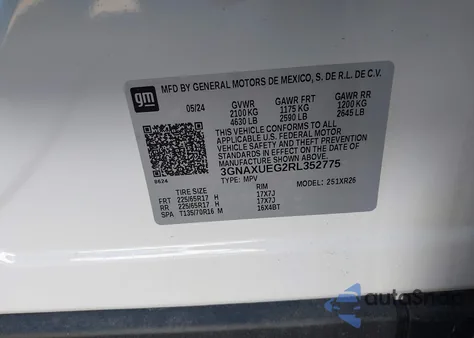 gm
MFD BY GENERAL MOTORS DE MEXICO, S. DE R.L. DE C.V.
05/24 GVWR GAWR FRT GAWR RR
2100 KG 1175 KG 1200 KG
4630 LB 2590 LB 2645 LB
THIS VEHICLE CONFORMS TO ALL
APPLICABLE U.S. FEDERAL MOTOR
VEHICLE SAFETY STANDARDS
IN EFFECT ON THE DATE OF
MANUFACTURE SHOWN ABOVE.
3GNAXUEG2RL352775
TYPE: MPV MODEL: 251XR26
TIRE SIZE RIM
FRT 225/65R17 H 17X7J
RR 225/65R17 H 17X7J
SPA T135/70R16 M 16X4BT
autoSnap